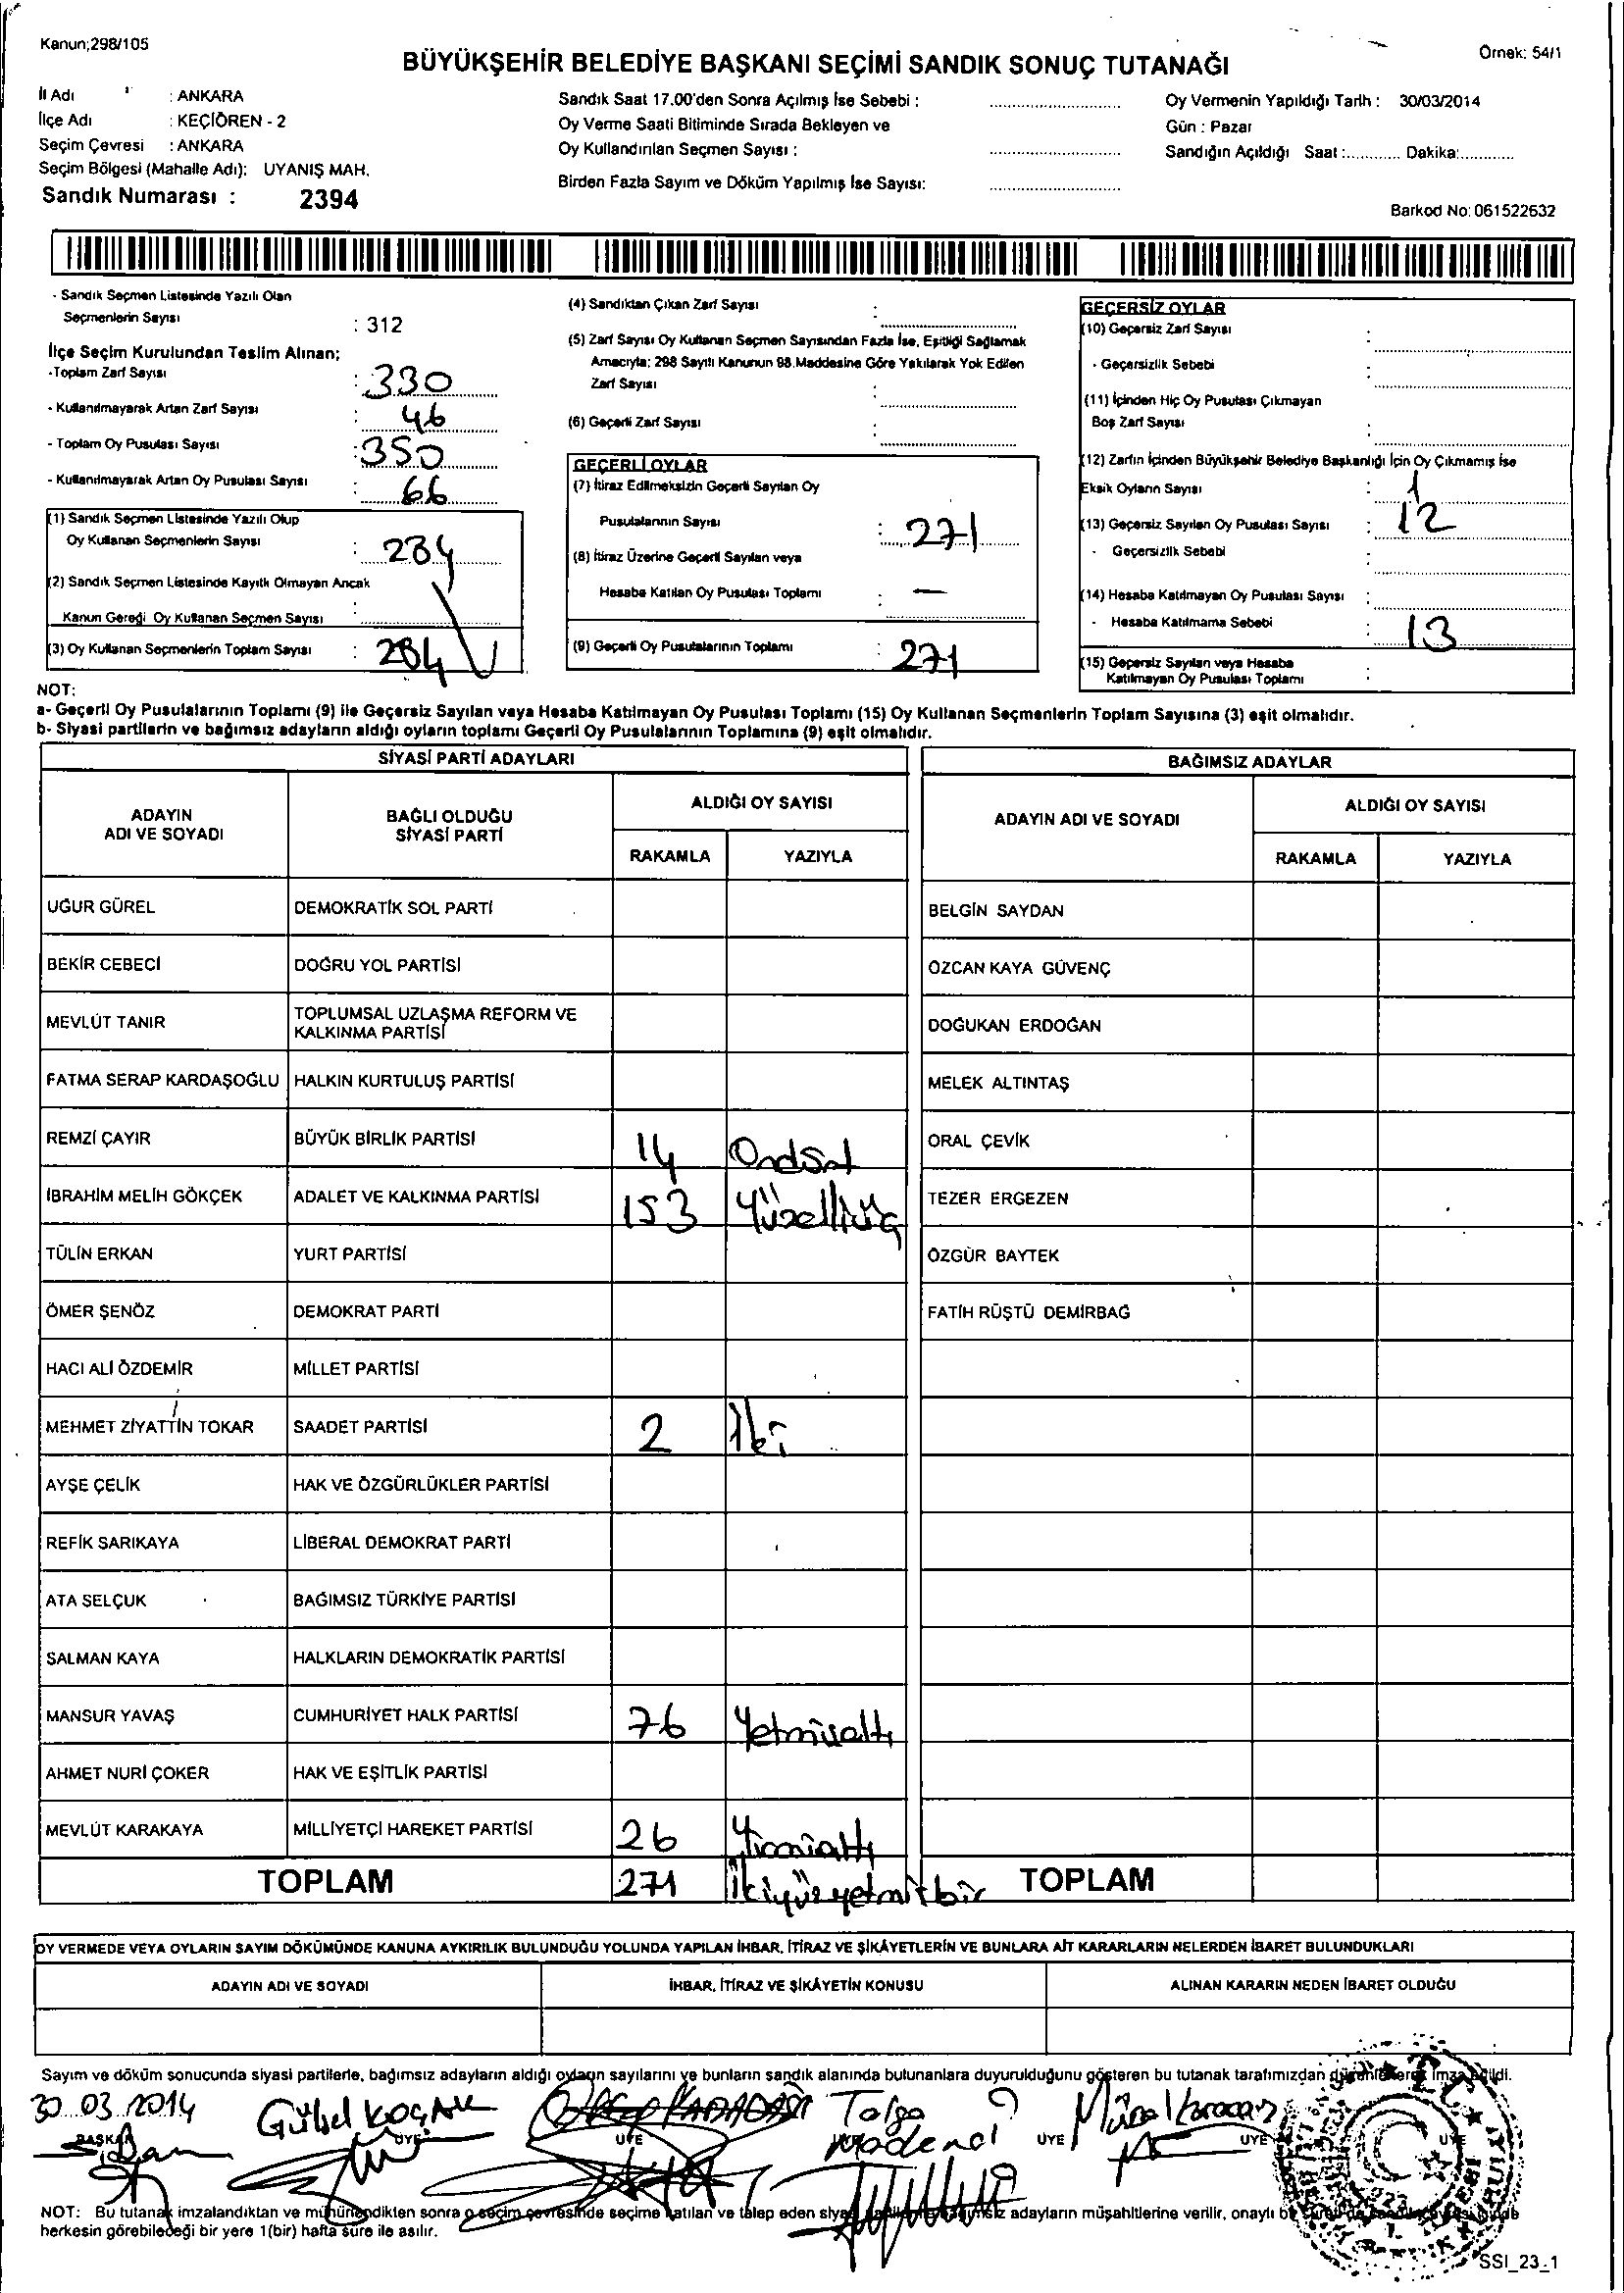 Kanun;298/105
Örnek: 54/1
BÜYÜKŞEHİR BELEDİYE BAŞKANI SEÇİMİ SANDIK SONUÇ TUTANAĞI
İl Adı : ANKARA
İlçe Adı : KEÇİÖREN - 2
Seçim Çevresi : ANKARA
Seçim Bölgesi (Mahalle Adı): UYANIŞ MAH.
Sandık Numarası : 2394
Sandık Saat 17.00'den Sonra Açılmış İse Sebebi :
Oy Verme Saati Bitiminde Sırada Bekleyen ve
Oy Kullandırılan Seçmen Sayısı :
Birden Fazla Sayım ve Döküm Yapılmış İse Sayısı:
Oy Vermenin Yapıldığı Tarih : 30/03/2014
Gün : Pazar
Sandığın Açıldığı Saat :............ Dakika:............
Barkod No: 061522632
- Sandık Seçmen Listesinde Yazılı Olan
Seçmenlerin Sayısı : 312
İlçe Seçim Kurulundan Teslim Alınan;
-Toplam Zarf Sayısı : 330
- Kullanılmayarak Artan Zarf Sayısı : 46
- Toplam Oy Pusulası Sayısı : 350
- Kullanılmayarak Artan Oy Pusulası Sayısı : 66
(1) Sandık Seçmen Listesinde Yazılı Olup
Oy Kullanan Seçmenlerin Sayısı : 284
(2) Sandık Seçmen Listesinde Kayıtlı Olmayan Ancak
Kanun Gereği Oy Kullanan Seçmen Sayısı :
(3) Oy Kullanan Seçmenlerin Toplam Sayısı : 284
(4) Sandıktan Çıkan Zarf Sayısı :
(5) Zarf Sayısı Oy Kullanan Seçmen Sayısından Fazla İse, Eşitliği Sağlamak
Amacıyla; 298 Sayılı Kanunun 98.Maddesine Göre Yakılarak Yok Edilen
Zarf Sayısı :
(6) Geçerli Zarf Sayısı :
GEÇERLİ OYLAR
(7) İtiraz Edilmeksizin Geçerli Sayılan Oy
Pusulalarının Sayısı : 271
(8) İtiraz Üzerine Geçerli Sayılan veya
Hesaba Katılan Oy Pusulası Toplamı : —
(9) Geçerli Oy Pusulalarının Toplamı : 271
GEÇERSİZ OYLAR
(10) Geçersiz Zarf Sayısı :
- Geçersizlik Sebebi :
(11) İçinden Hiç Oy Pusulası Çıkmayan
Boş Zarf Sayısı :
(12) Zarfın İçinden Büyükşehir Belediye Başkanlığı İçin Oy Çıkmamış İse
Eksik Oyların Sayısı : 1
(13) Geçersiz Sayılan Oy Pusulası Sayısı : 12
- Geçersizlik Sebebi :
(14) Hesaba Katılmayan Oy Pusulası Sayısı :
- Hesaba Katılmama Sebebi : 13
(15) Geçersiz Sayılan veya Hesaba
Katılmayan Oy Pusulası Toplamı :
NOT:
a- Geçerli Oy Pusulalarının Toplamı (9) ile Geçersiz Sayılan veya Hesaba Katılmayan Oy Pusulası Toplamı (15) Oy Kullanan Seçmenlerin Toplam Sayısına (3) eşit olmalıdır.
b- Siyasi partilerin ve bağımsız adayların aldığı oyların toplamı Geçerli Oy Pusulalarının Toplamına (9) eşit olmalıdır.
SİYASİ PARTİ ADAYLARI
ADAYIN ADI VE SOYADI
BAĞLI OLDUĞU SİYASİ PARTİ
ALDIĞI OY SAYISI
RAKAMLA YAZIYLA
UĞUR GÜREL DEMOKRATİK SOL PARTİ
BEKİR CEBECİ DOĞRU YOL PARTİSİ
MEVLÜT TANIR TOPLUMSAL UZLAŞMA REFORM VE
KALKINMA PARTİSİ
FATMA SERAP KARDAŞOĞLU HALKIN KURTULUŞ PARTİSİ
REMZİ ÇAYIR BÜYÜK BİRLİK PARTİSİ 14 Ondört
İBRAHİM MELİH GÖKÇEK ADALET VE KALKINMA PARTİSİ 153 Yüzelliüç
TÜLİN ERKAN YURT PARTİSİ
ÖMER ŞENÖZ DEMOKRAT PARTİ
HACI ALİ ÖZDEMİR MİLLET PARTİSİ
MEHMET ZİYATTİN TOKAR SAADET PARTİSİ 2 İki
AYŞE ÇELİK HAK VE ÖZGÜRLÜKLER PARTİSİ
REFİK SARIKAYA LİBERAL DEMOKRAT PARTİ
ATA SELÇUK BAĞIMSIZ TÜRKİYE PARTİSİ
SALMAN KAYA HALKLARIN DEMOKRATİK PARTİSİ
MANSUR YAVAŞ CUMHURİYET HALK PARTİSİ 76 Yetmişaltı
AHMET NURİ ÇOKER HAK VE EŞİTLİK PARTİSİ
MEVLÜT KARAKAYA MİLLİYETÇİ HAREKET PARTİSİ 26 Yirmialtı
TOPLAM 271 İkiyüzyetmişbir
BAĞIMSIZ ADAYLAR
ADAYIN ADI VE SOYADI
ALDIĞI OY SAYISI
RAKAMLA YAZIYLA
BELGİN SAYDAN
ÖZCAN KAYA GÜVENÇ
DOĞUKAN ERDOĞAN
MELEK ALTINTAŞ
ORAL ÇEVİK
TEZER ERGEZEN
ÖZGÜR BAYTEK
FATİH RÜŞTÜ DEMİRBAĞ
TOPLAM
OY VERMEDE VEYA OYLARIN SAYIM DÖKÜMÜNDE KANUNA AYKIRILIK BULUNDUĞU YOLUNDA YAPILAN İHBAR, İTİRAZ VE ŞİKÂYETLERİN VE BUNLARA AİT KARARLARIN NELERDEN İBARET BULUNDUKLARI
ADAYIN ADI VE SOYADI
İHBAR, İTİRAZ VE ŞİKÂYETİN KONUSU
ALINAN KARARIN NEDEN İBARET OLDUĞU
Sayım ve döküm sonucunda siyasi partilerle, bağımsız adayların aldığı oyların sayılarını ve bunların sandık alanında bulunanlara duyurulduğunu gösteren bu tutanak tarafımızdan düzenlenerek imza edildi.
30.03.2014 Gülşel KOÇAK Tolga
BAŞKAN ÜYE ÜYE ÜYE ÜYE ÜYE
NOT: Bu tutanak imzalandıktan ve mühürlendikten sonra o seçim çevresinde seçime katılan ve talep eden siyasi bağımsız adayların müşahitlerine verilir, onaylı
herkesin görebileceği bir yere 1(bir) hafta süre ile asılır.
SSI_23_1